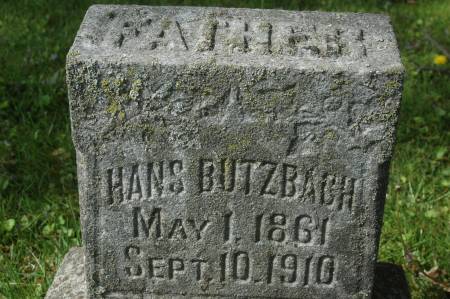 FATHER
HANS BUTZBACH
MAY 1, 1861
SEPT. 10. 1910